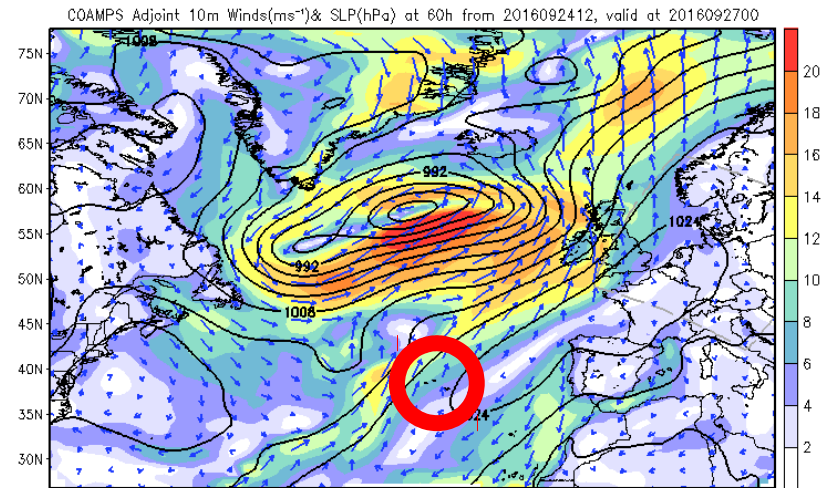 COAMPS Adjoint 10m Winds(ms⁻¹)& SLP(hPa) at 60h from 2016092412, valid at 2016092700
75N
70N
65N
60N
55N
50N
45N
40N
35N
30N
1008
992
992
1008
1024
024
20
18
16
14
12
10
8
6
4
2